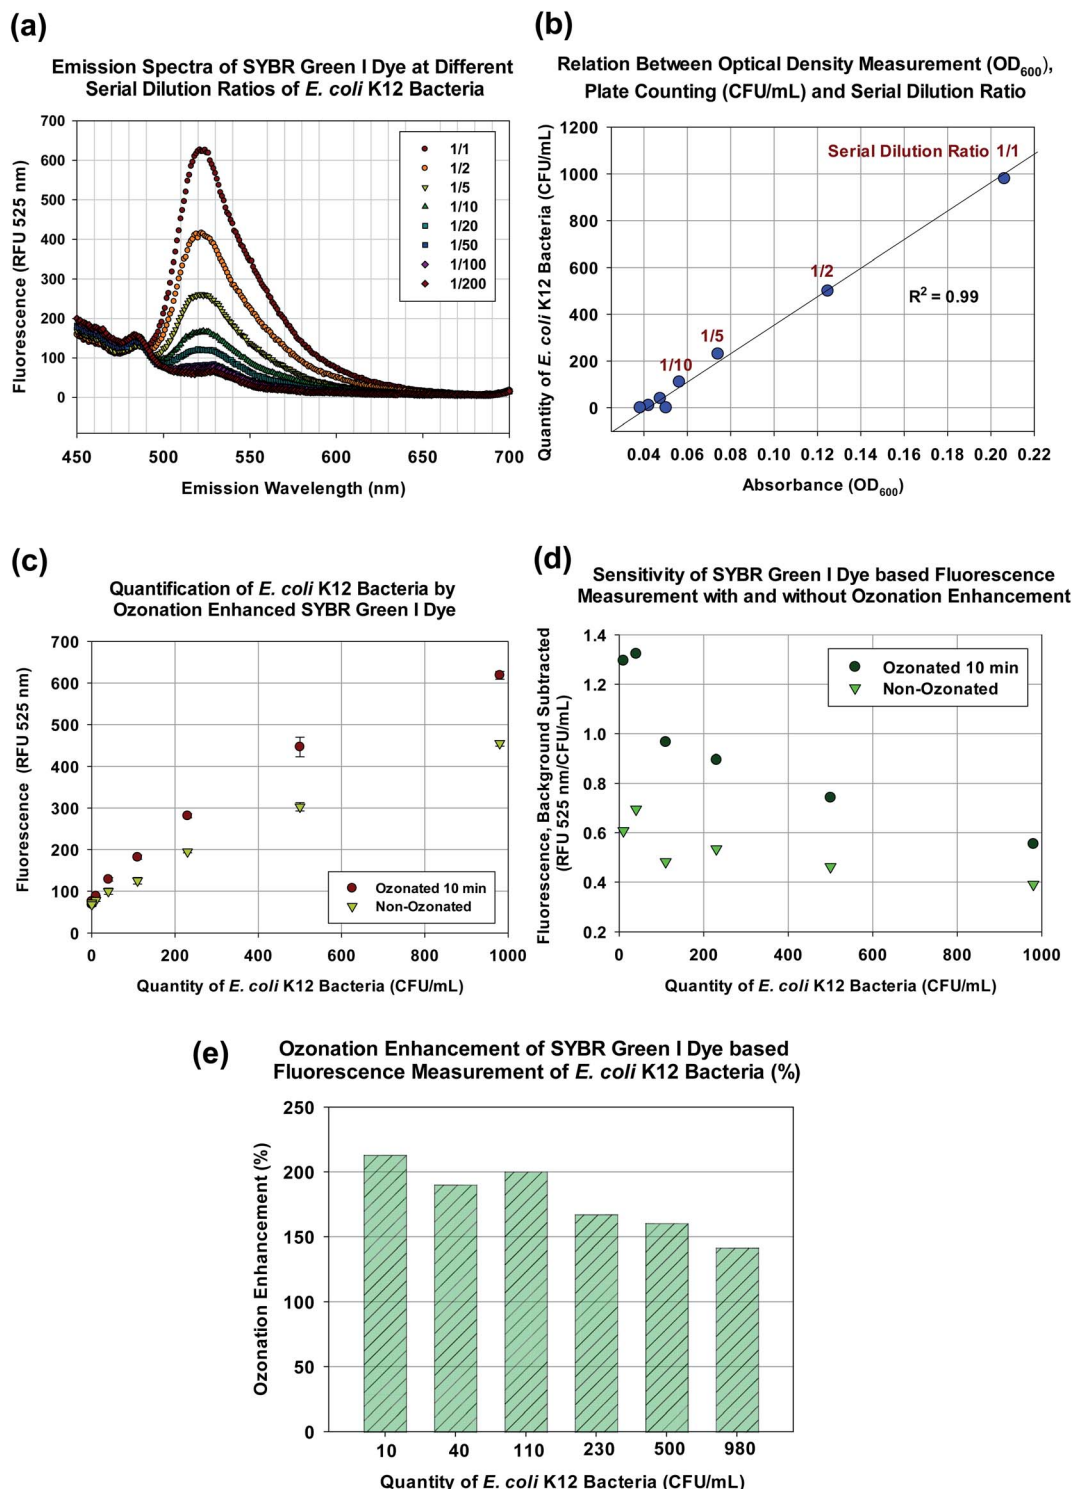 (a)
Emission Spectra of SYBR Green I Dye at Different
Serial Dilution Ratios of E. coli K12 Bacteria
Fluorescence (RFU 525 nm)
700
600
500
400
300
200
100
0
1/1
1/2
1/5
1/10
1/20
1/50
1/100
1/200
450 500 550 600 650 700
Emission Wavelength (nm)
(b)
Relation Between Optical Density Measurement (OD600),
Plate Counting (CFU/mL) and Serial Dilution Ratio
Quantity of E. coli K12 Bacteria (CFU/mL)
1200
1000
800
600
400
200
0
Serial Dilution Ratio 1/1
1/2
R² = 0.99
1/5
1/10
0.04 0.06 0.08 0.10 0.12 0.14 0.16 0.18 0.20 0.22
Absorbance (OD600)
(c)
Quantification of E. coli K12 Bacteria by
Ozonation Enhanced SYBR Green I Dye
Fluorescence (RFU 525 nm)
700
600
500
400
300
200
100
0
Ozonated 10 min
Non-Ozonated
0 200 400 600 800 1000
Quantity of E. coli K12 Bacteria (CFU/mL)
(d)
Sensitivity of SYBR Green I Dye based Fluorescence
Measurement with and without Ozonation Enhancement
Fluorescence, Background Subtracted
(RFU 525 nm/CFU/mL)
1.4
1.2
1.0
0.8
0.6
0.4
0.2
Ozonated 10 min
Non-Ozonated
0 200 400 600 800 1000
Quantity of E. coli K12 Bacteria (CFU/mL)
(e)
Ozonation Enhancement of SYBR Green I Dye based
Fluorescence Measurement of E. coli K12 Bacteria (%)
Ozonation Enhancement (%)
250
200
150
100
50
0
10 40 110 230 500 980
Quantity of E. coli K12 Bacteria (CFU/mL)